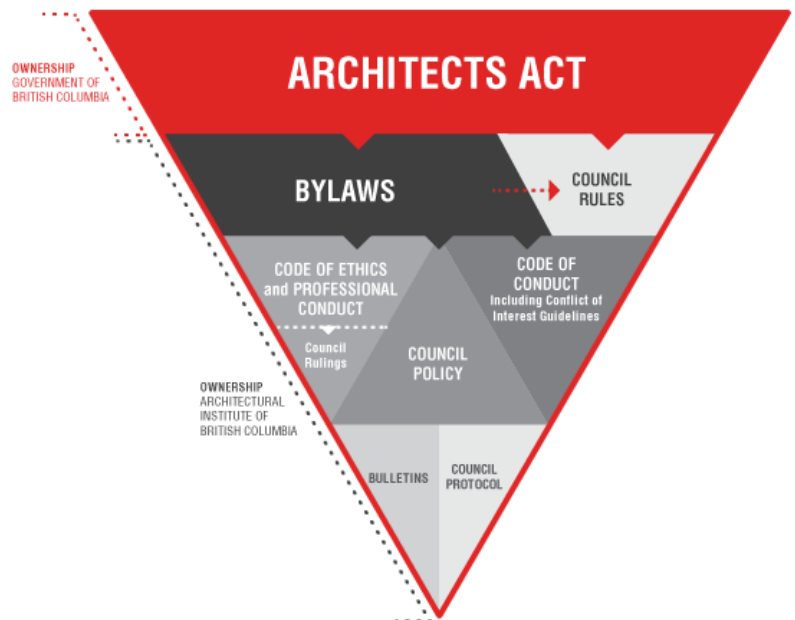 OWNERSHIP
GOVERNMENT OF
BRITISH COLUMBIA
ARCHITECTS ACT
BYLAWS
COUNCIL
RULES
CODE OF ETHICS
and PROFESSIONAL
CONDUCT
Council
Rulings
COUNCIL
POLICY
CODE OF
CONDUCT
Including Conflict of
Interest Guidelines
OWNERSHIP
ARCHITECTURAL
INSTITUTE OF
BRITISH COLUMBIA
BULLETINS
COUNCIL
PROTOCOL